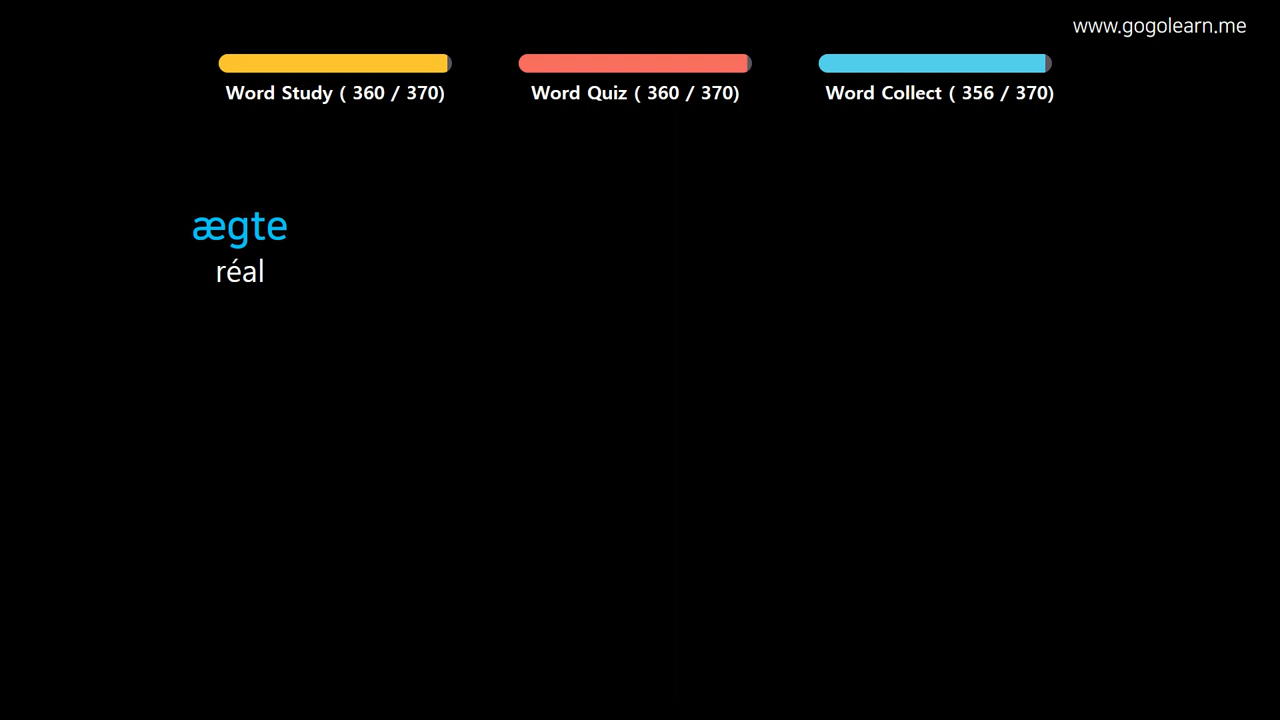 www.gogolearn.me
Word Study ( 360 / 370)
Word Quiz ( 360 / 370)
Word Collect ( 356 / 370)
ægte
réal